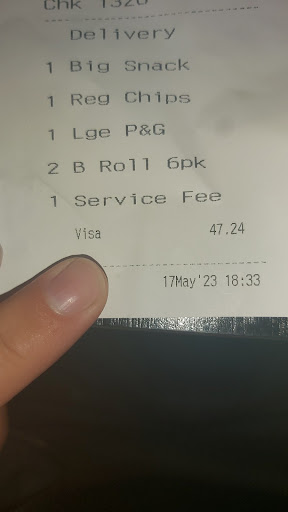 Chk 1320
Delivery
1 Big Snack
1 Reg Chips
1 Lge P&G
2 B Roll 6pk
1 Service Fee
Visa 47.24
17May'23 18:33